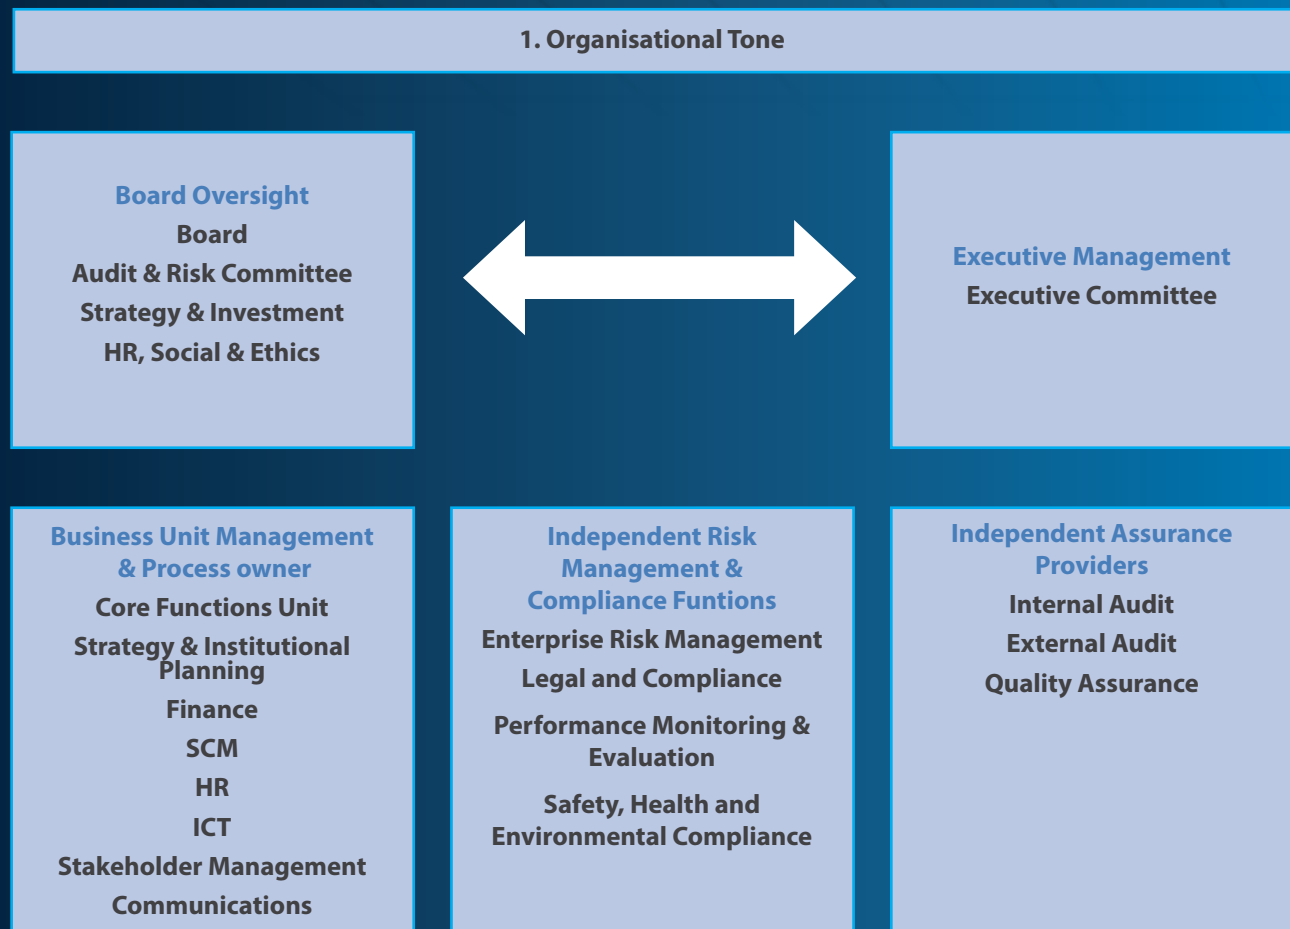 1. Organisational Tone
Board Oversight
Board
Audit & Risk Committee
Strategy & Investment
HR, Social & Ethics
Executive Management
Executive Committee
Business Unit Management
& Process owner
Core Functions Unit
Strategy & Institutional
Planning
Finance
SCM
HR
ICT
Stakeholder Management
Communications
Independent Risk
Management &
Compliance Funtions
Enterprise Risk Management
Legal and Compliance
Performance Monitoring &
Evaluation
Safety, Health and
Environmental Compliance
Independent Assurance
Providers
Internal Audit
External Audit
Quality Assurance